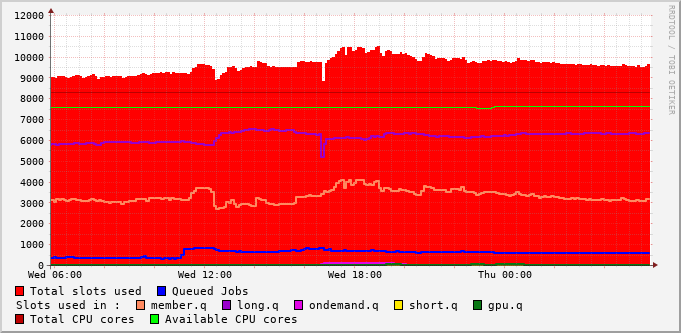 12000
11000
10000
9000
8000
7000
6000
5000
4000
3000
2000
1000
0
Wed 06:00 Wed 12:00 Wed 18:00 Thu 00:00
RRDTOOL / TOBI OETIKER
Total slots used Queued Jobs
Slots used in : member.q long.q ondemand.q short.q gpu.q
Total CPU cores Available CPU cores